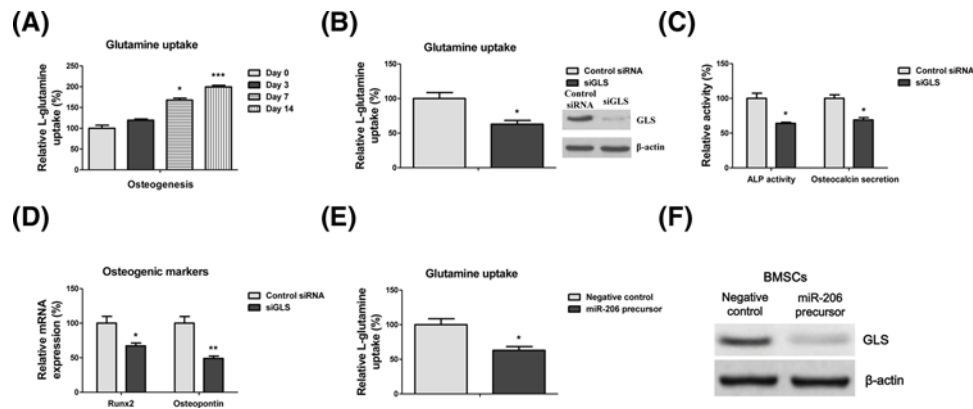 (A)
Glutamine uptake
Relative L-glutamine
uptake (%)
250
200
150
100
50
0
*
***
Day 0
Day 3
Day 7
Day 14
Osteogenesis
(B)
Glutamine uptake
Relative L-glutamine
uptake (%)
150
100
50
0
*
Control siRNA
siGLS
Control
siRNA
siGLS
GLS
β-actin
(C)
Relative activity (%)
150
100
50
0
*
*
Control siRNA
siGLS
ALP activity
Osteocalcin secretion
(D)
Osteogenic markers
Relative mRNA
expression (%)
150
100
50
0
*
**
Control siRNA
siGLS
Runx2
Osteopontin
(E)
Glutamine uptake
Relative L-glutamine
uptake (%)
150
100
50
0
*
Negative control
miR-206 precursor
(F)
BMSCs
Negative
control
miR-206
precursor
GLS
β-actin